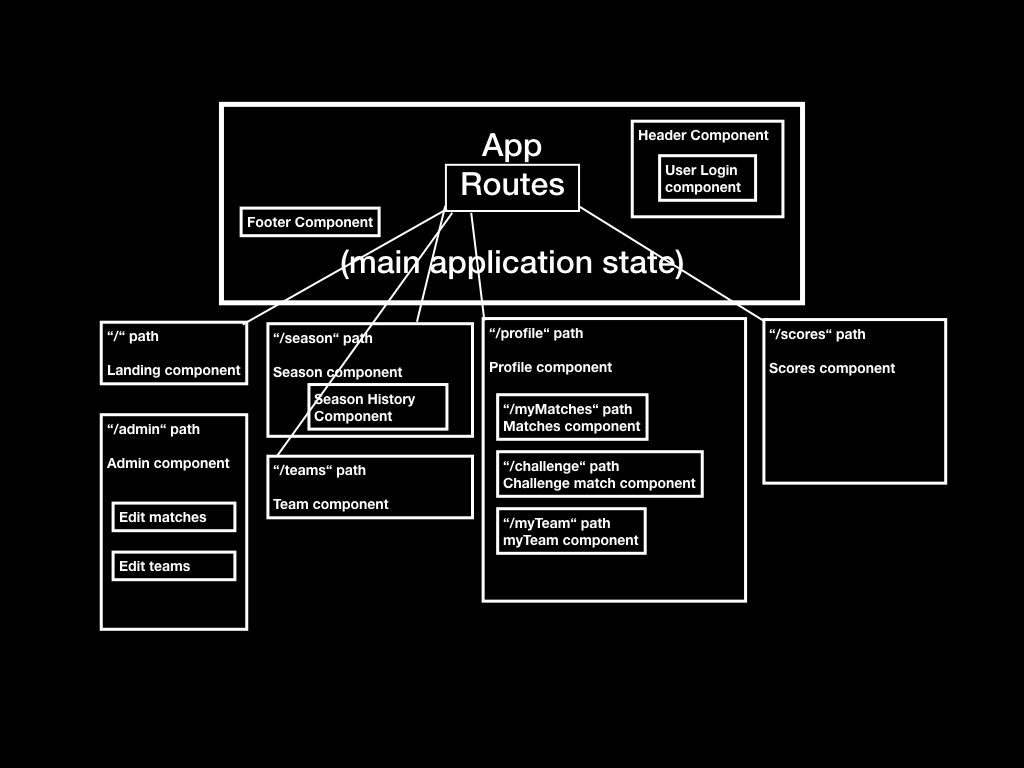 App
Routes
Header Component
User Login
component
Footer Component
(main application state)
“/“ path
Landing component
“/admin“ path
Admin component
Edit matches
Edit teams
“/season“ path
Season component
Season History
Component
“/teams“ path
Team component
“/profile“ path
Profile component
“/myMatches“ path
Matches component
“/challenge“ path
Challenge match component
“/myTeam“ path
myTeam component
“/scores“ path
Scores component